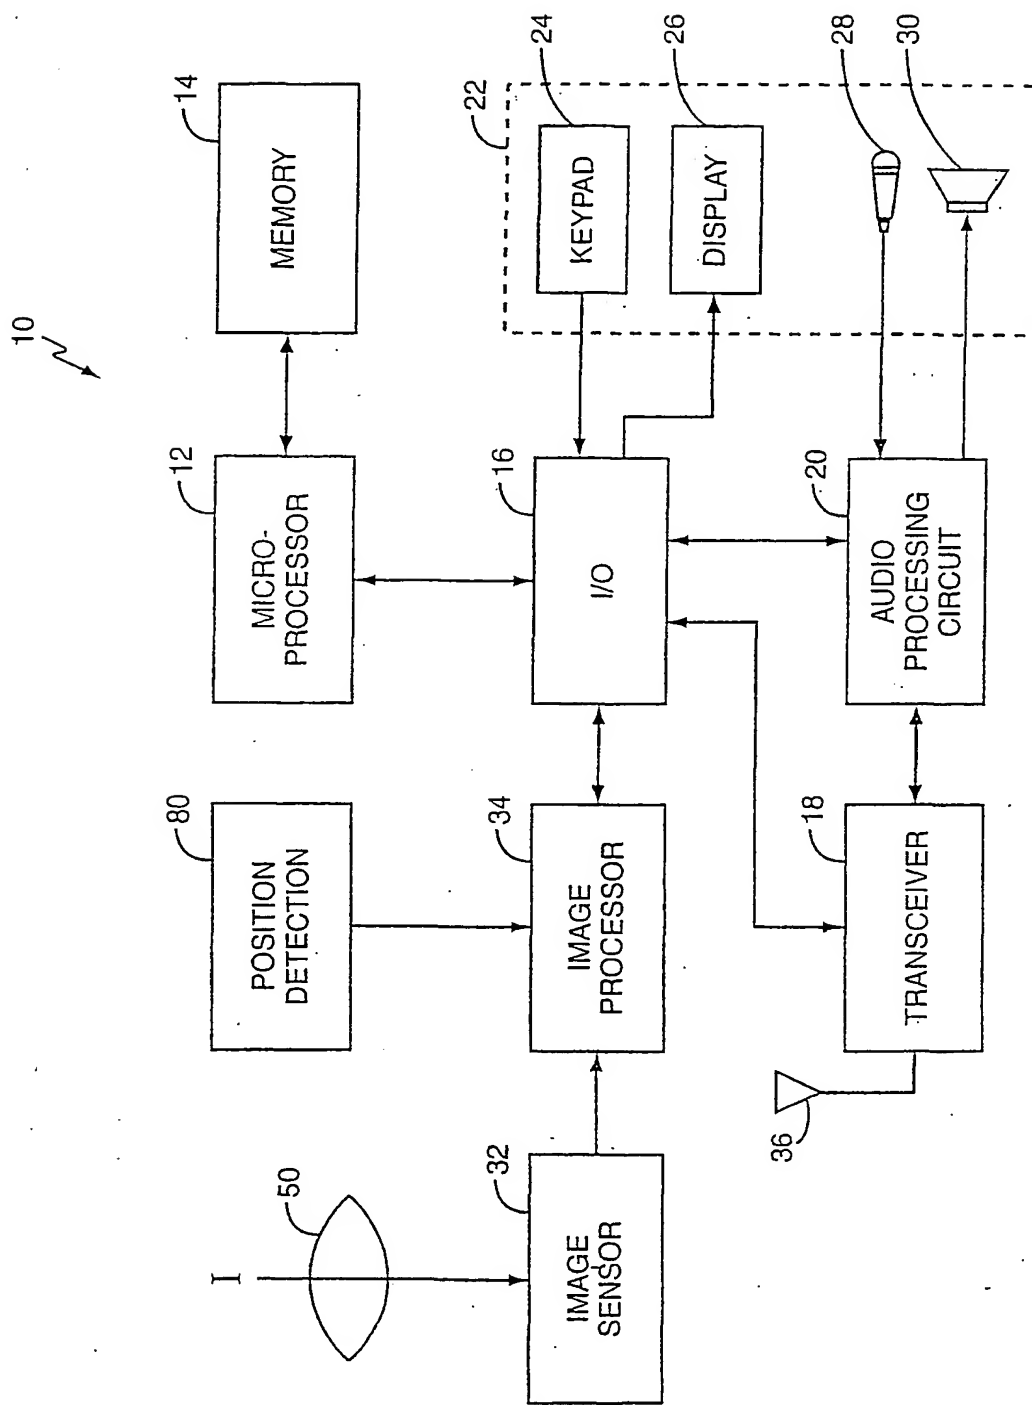 10
14
MEMORY
12
MICRO-
PROCESSOR
80
POSITION
DETECTION
50
I
22
24
KEYPAD
26
DISPLAY
16
I/O
34
IMAGE
PROCESSOR
32
IMAGE
SENSOR
28
30
20
AUDIO
PROCESSING
CIRCUIT
18
TRANSCEIVER
36